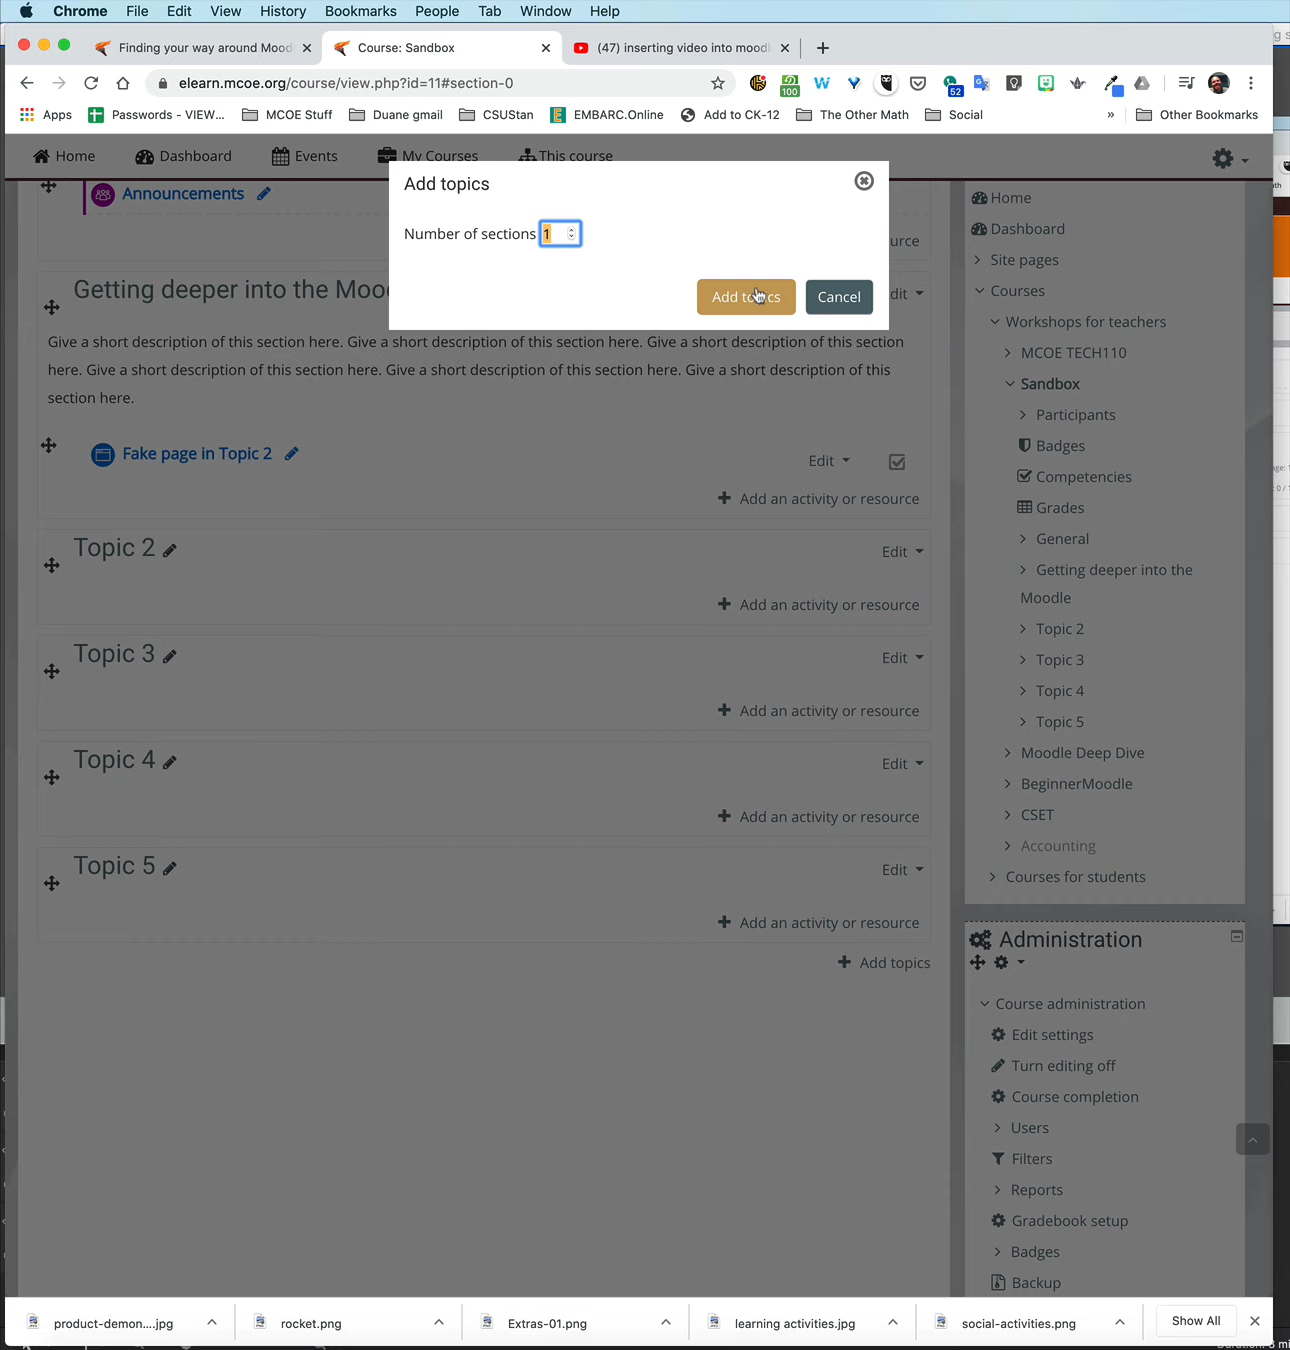 Chrome File Edit View History Bookmarks People Tab Window Help
Finding your way around Mood
Course: Sandbox
(47) inserting video into moodl
elearn.mcoe.org/course/view.php?id=11#section-0
100
52
Apps
Passwords - VIEW...
MCOE Stuff
Duane gmail
CSUStan
EMBARC.Online
Add to CK-12
The Other Math
Social
»
Other Bookmarks
Home
Dashboard
Events
My Courses
This course
Add topics
Number of sections 1
Add topics
Cancel
Announcements
urce
Getting deeper into the Moo
dit
Give a short description of this section here. Give a short description of this section here. Give a short description of this section
here. Give a short description of this section here. Give a short description of this section here. Give a short description of this
section here.
Fake page in Topic 2
Edit
+ Add an activity or resource
Topic 2
Edit
+ Add an activity or resource
Topic 3
Edit
+ Add an activity or resource
Topic 4
Edit
+ Add an activity or resource
Topic 5
Edit
+ Add an activity or resource
+ Add topics
Home
Dashboard
Site pages
Courses
Workshops for teachers
MCOE TECH110
Sandbox
Participants
Badges
Competencies
Grades
General
Getting deeper into the
Moodle
Topic 2
Topic 3
Topic 4
Topic 5
Moodle Deep Dive
BeginnerMoodle
CSET
Accounting
Courses for students
Administration
Course administration
Edit settings
Turn editing off
Course completion
Users
Filters
Reports
Gradebook setup
Badges
Backup
product-demon....jpg
rocket.png
Extras-01.png
learning activities.jpg
social-activities.png
Show All